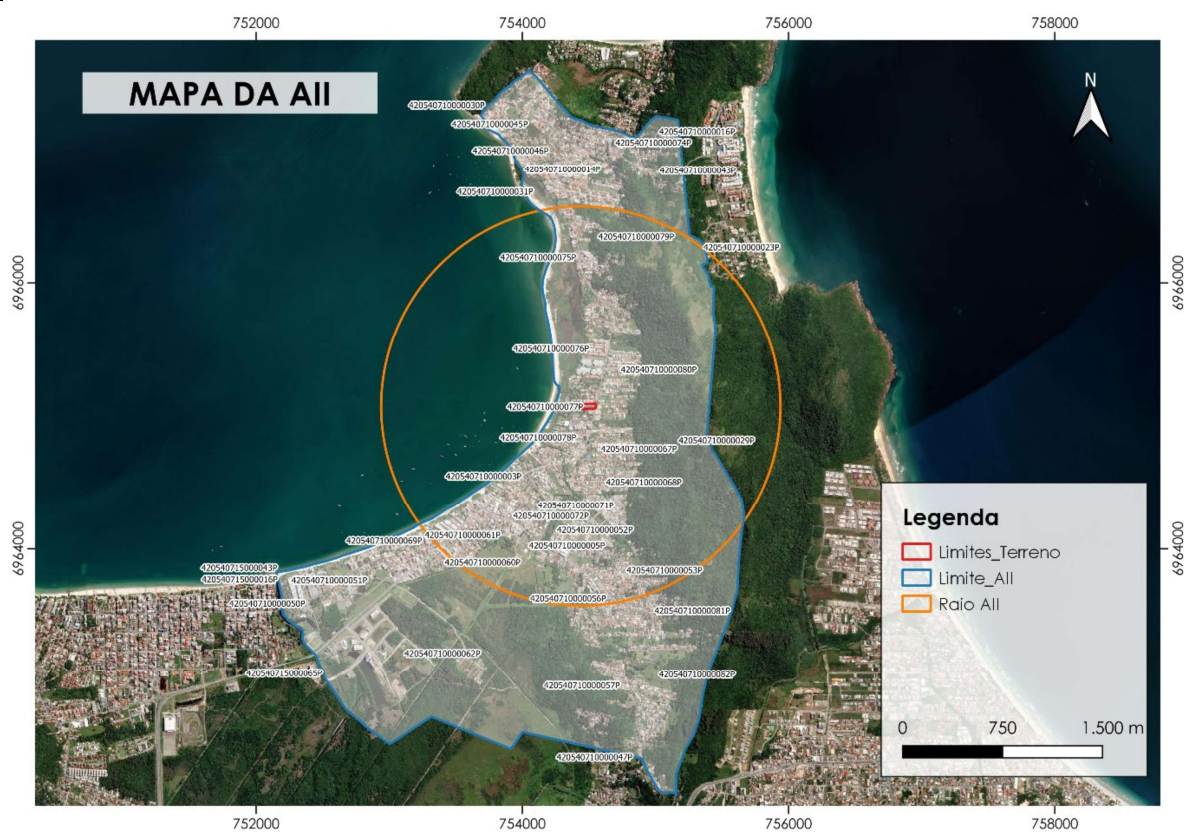 752000
754000
756000
758000
MAPA DA AII
N
420540710000030P
420540710000045P
420540710000016P
420540710000074P
420540710000046P
420540710000014P
420540710000043P
420540710000031P
420540710000079P
420540710000023P
420540710000075P
6966000
6966000
420540710000076P
420540710000080P
420540710000077P
420540710000078P
420540710000029P
420540710000067P
420540710000003P
420540710000068P
420540710000071P
420540710000072P
420540710000052P
420540710000061P
420540710000069P
420540710000005P
6964000
6964000
420540710000060P
420540715000043P
420540710000053P
420540715000016P
420540710000051P
420540710000056P
420540710000050P
420540710000081P
420540710000062P
420540715000065P
420540710000082P
420540710000057P
420540710000047P
Legenda
Limites_Terreno
Limite_AII
Raio AII
0
750
1.500 m
752000
754000
756000
758000